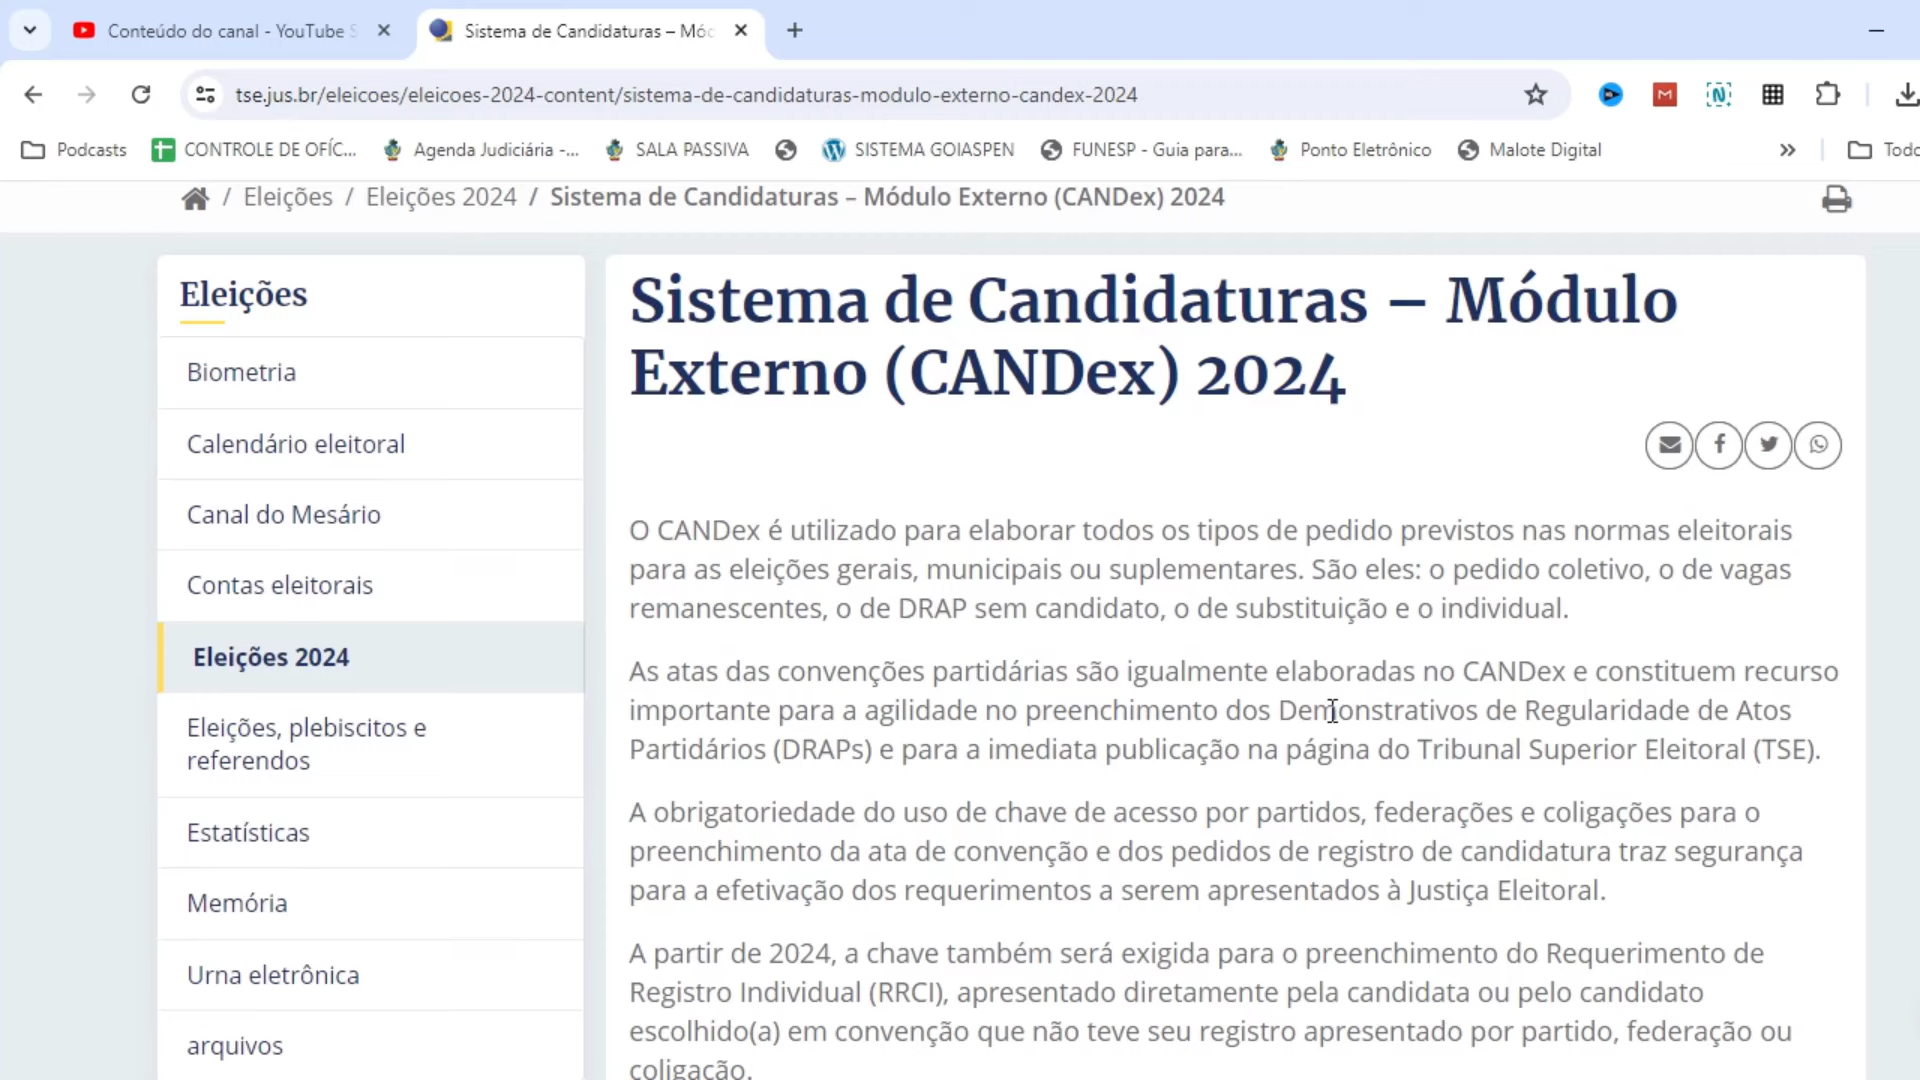 Conteúdo do canal - YouTube S
Sistema de Candidaturas – Mód
tse.jus.br/eleicoes/eleicoes-2024-content/sistema-de-candidaturas-modulo-externo-candex-2024
Podcasts
CONTROLE DE OFÍC...
Agenda Judiciária -...
SALA PASSIVA
SISTEMA GOIASPEN
FUNESP - Guia para...
Ponto Eletrônico
Malote Digital
Todo
/ Eleições / Eleições 2024 / Sistema de Candidaturas – Módulo Externo (CANDex) 2024
Eleições
Biometria
Calendário eleitoral
Canal do Mesário
Contas eleitorais
Eleições 2024
Eleições, plebiscitos e
referendos
Estatísticas
Memória
Urna eletrônica
arquivos
Sistema de Candidaturas – Módulo
Externo (CANDex) 2024
O CANDex é utilizado para elaborar todos os tipos de pedido previstos nas normas eleitorais
para as eleições gerais, municipais ou suplementares. São eles: o pedido coletivo, o de vagas
remanescentes, o de DRAP sem candidato, o de substituição e o individual.
As atas das convenções partidárias são igualmente elaboradas no CANDex e constituem recurso
importante para a agilidade no preenchimento dos Demonstrativos de Regularidade de Atos
Partidários (DRAPs) e para a imediata publicação na página do Tribunal Superior Eleitoral (TSE).
A obrigatoriedade do uso de chave de acesso por partidos, federações e coligações para o
preenchimento da ata de convenção e dos pedidos de registro de candidatura traz segurança
para a efetivação dos requerimentos a serem apresentados à Justiça Eleitoral.
A partir de 2024, a chave também será exigida para o preenchimento do Requerimento de
Registro Individual (RRCI), apresentado diretamente pela candidata ou pelo candidato
escolhido(a) em convenção que não teve seu registro apresentado por partido, federação ou
coligação.